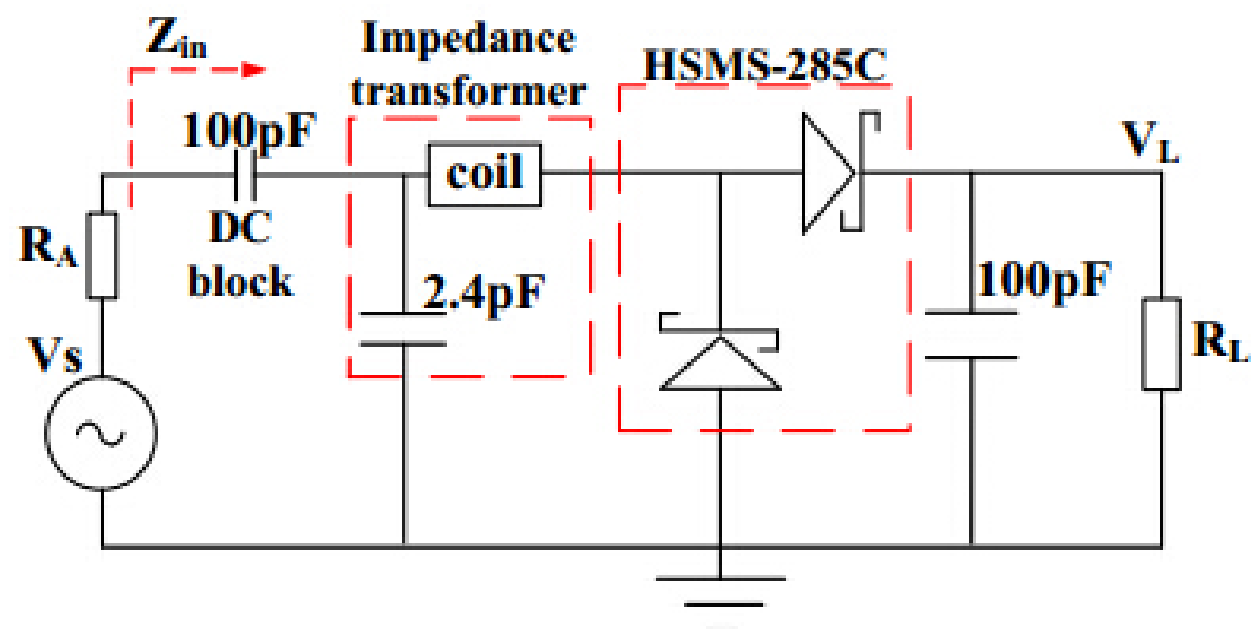 Zin
Impedance
transformer
HSMS-285C
100pF
coil
VL
DC
block
RA
2.4pF
100pF
RL
Vs